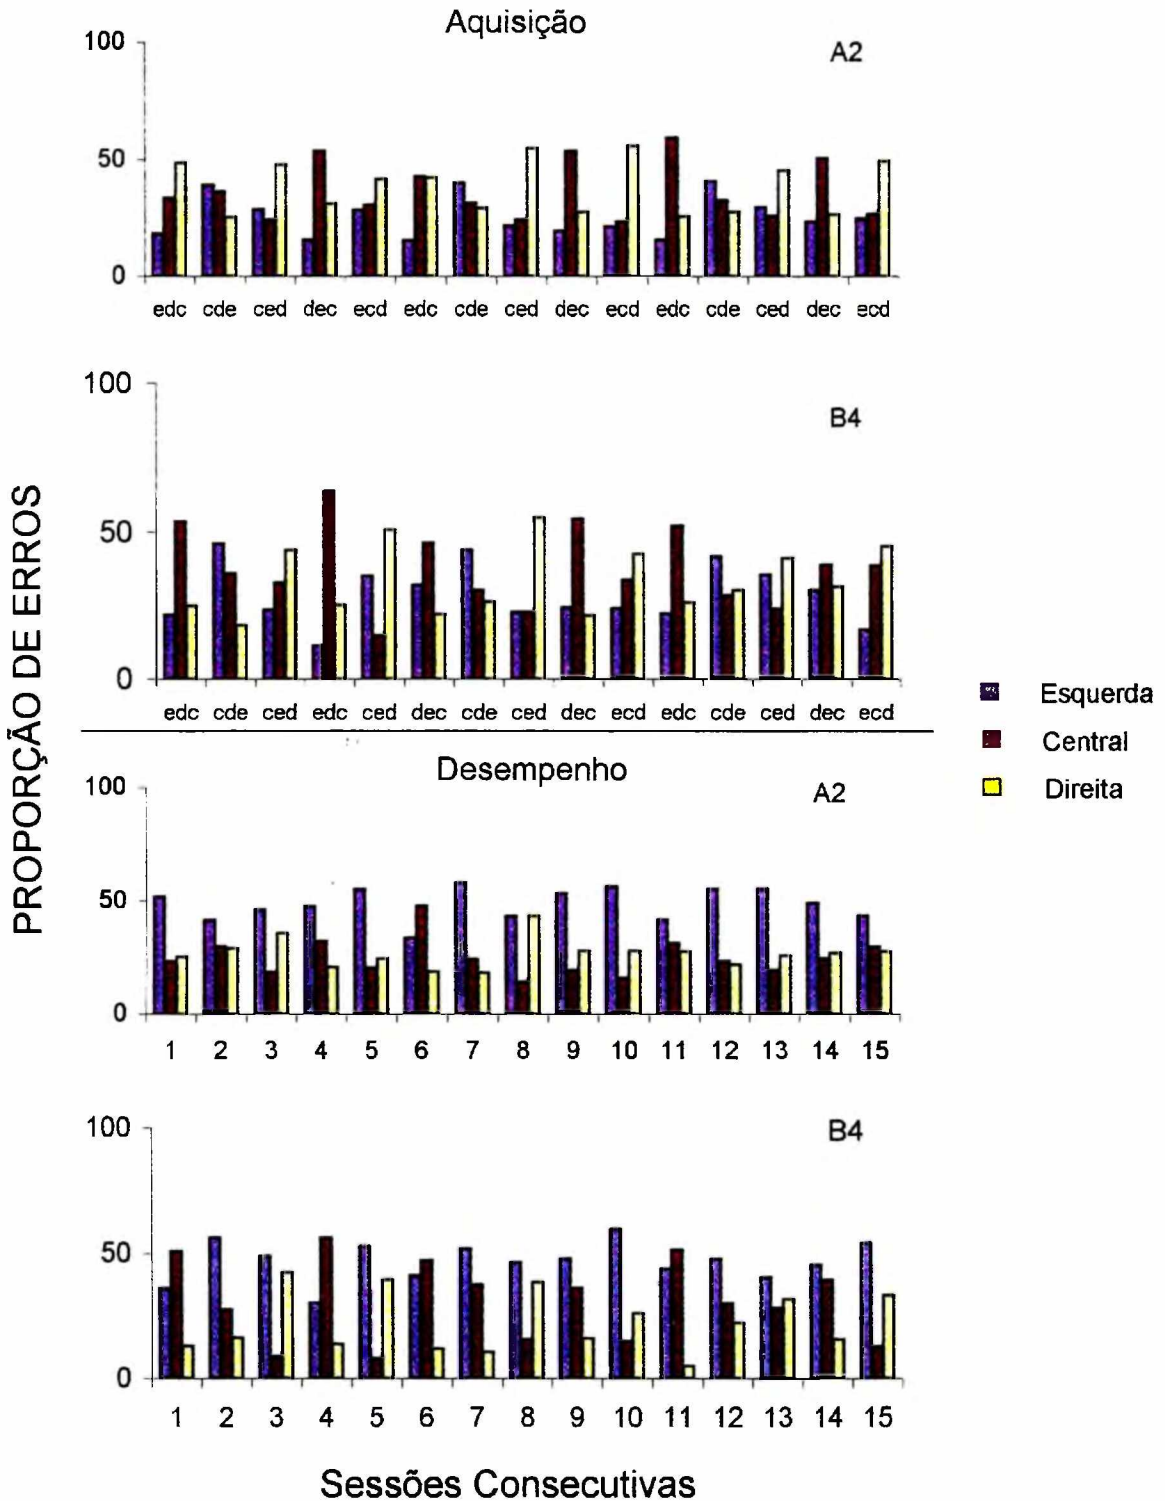 Aquisição
A2
100
50
0
edc cde ced dec ecd edc cde ced dec ecd edc cde ced dec ecd
B4
100
50
0
edc cde ced edc ced dec cde ced dec ecd edc cde ced dec ecd
PROPORÇÃO DE ERROS
Esquerda
Central
Direita
Desempenho
A2
100
50
0
1 2 3 4 5 6 7 8 9 10 11 12 13 14 15
B4
100
50
0
1 2 3 4 5 6 7 8 9 10 11 12 13 14 15
Sessões Consecutivas